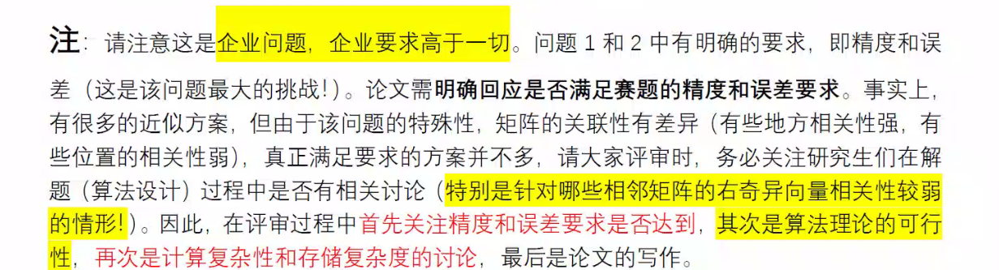 注：请注意这是企业问题，企业要求高于一切。问题 1 和 2 中有明确的要求，即精度和误
差（这是该问题最大的挑战!）。论文需明确回应是否满足赛题的精度和误差要求。事实上，
有很多的近似方案，但由于该问题的特殊性，矩阵的关联性有差异（有些地方相关性强，有
些位置的相关性弱），真正满足要求的方案并不多，请大家评审时，务必关注研究生们在解
题（算法设计）过程中是否有相关讨论（特别是针对哪些相邻矩阵的右奇异向量相关性较弱
的情形!）。因此，在评审过程中首先关注精度和误差要求是否达到，其次是算法理论的可行
性，再次是计算复杂性和存储复杂度的讨论，最后是论文的写作。